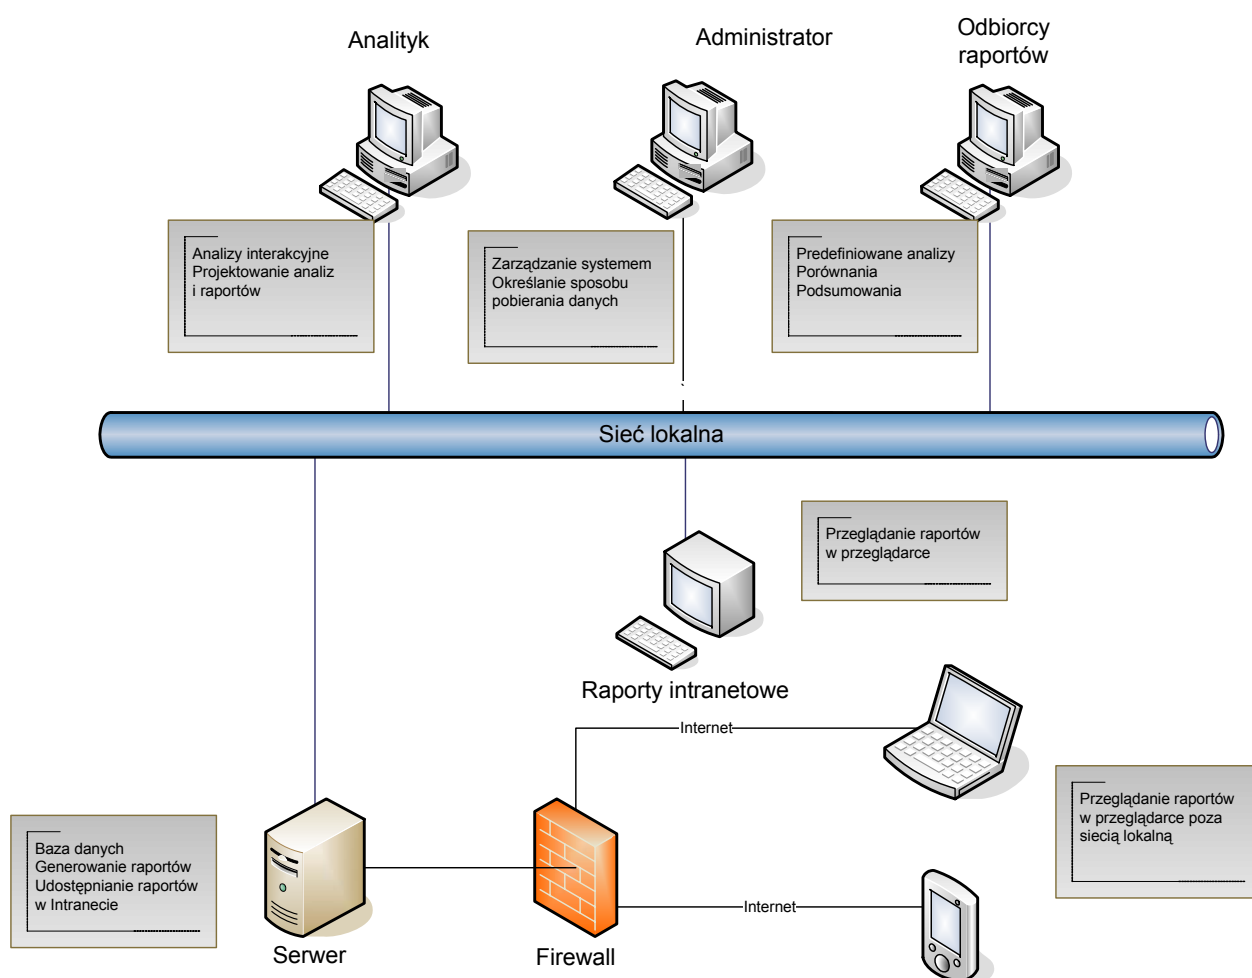 Analityk
Administrator
Odbiorcy
raportów
Analizy interakcyjne
Projektowanie analiz
i raportów
Zarządzanie systemem
Określanie sposobu
pobierania danych
Predefiniowane analizy
Porównania
Podsumowania
Sieć lokalna
Przeglądanie raportów
w przeglądarce
Raporty intranetowe
Internet
Przeglądanie raportów
w przeglądarce poza
siecią lokalną
Baza danych
Generowanie raportów
Udostępnianie raportów
w Intranecie
Internet
Serwer
Firewall